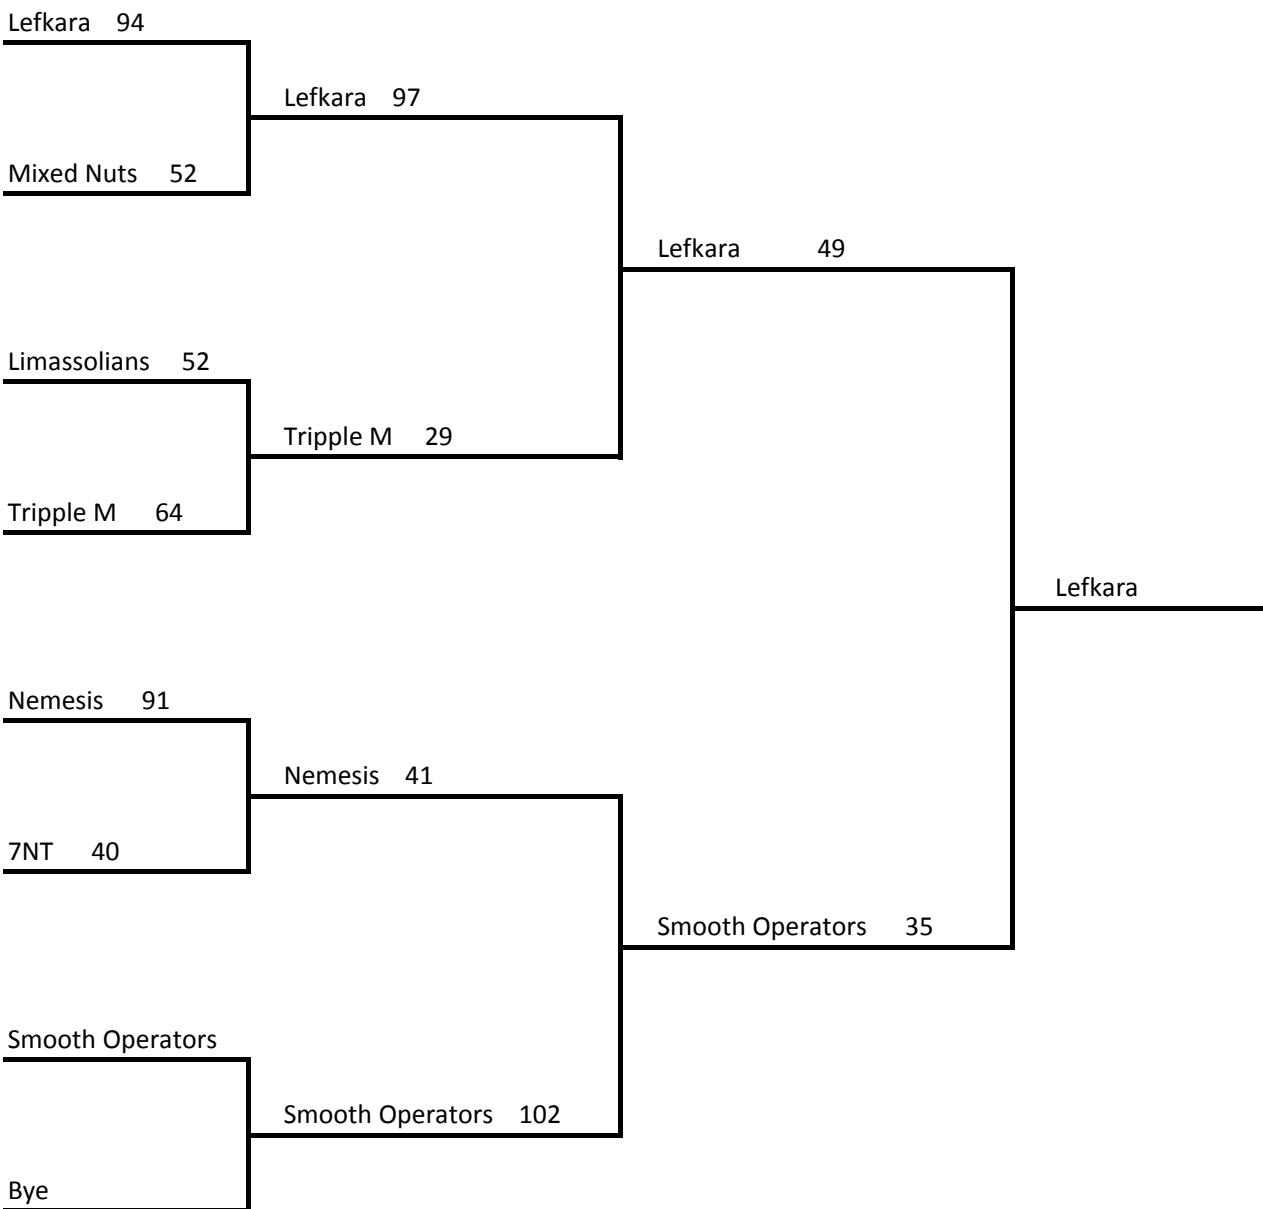 Lefkara 94
Lefkara 97
Mixed Nuts 52
Lefkara 49
Limassolians 52
Tripple M 29
Tripple M 64
Lefkara
Nemesis 91
Nemesis 41
7NT 40
Smooth Operators 35
Smooth Operators
Smooth Operators 102
Bye